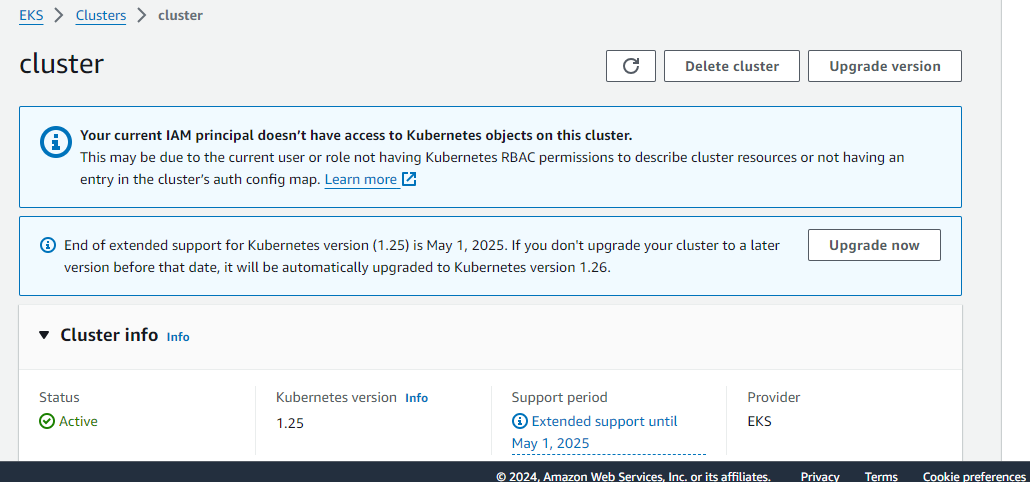 EKS > Clusters > cluster
cluster
Delete cluster
Upgrade version
Your current IAM principal doesn’t have access to Kubernetes objects on this cluster.
This may be due to the current user or role not having Kubernetes RBAC permissions to describe cluster resources or not having an
entry in the cluster’s auth config map. Learn more
End of extended support for Kubernetes version (1.25) is May 1, 2025. If you don't upgrade your cluster to a later
version before that date, it will be automatically upgraded to Kubernetes version 1.26.
Upgrade now
Cluster info Info
Status
Active
Kubernetes version Info
1.25
Support period
Extended support until
May 1, 2025
Provider
EKS
© 2024, Amazon Web Services, Inc. or its affiliates. Privacy Terms Cookie preferences